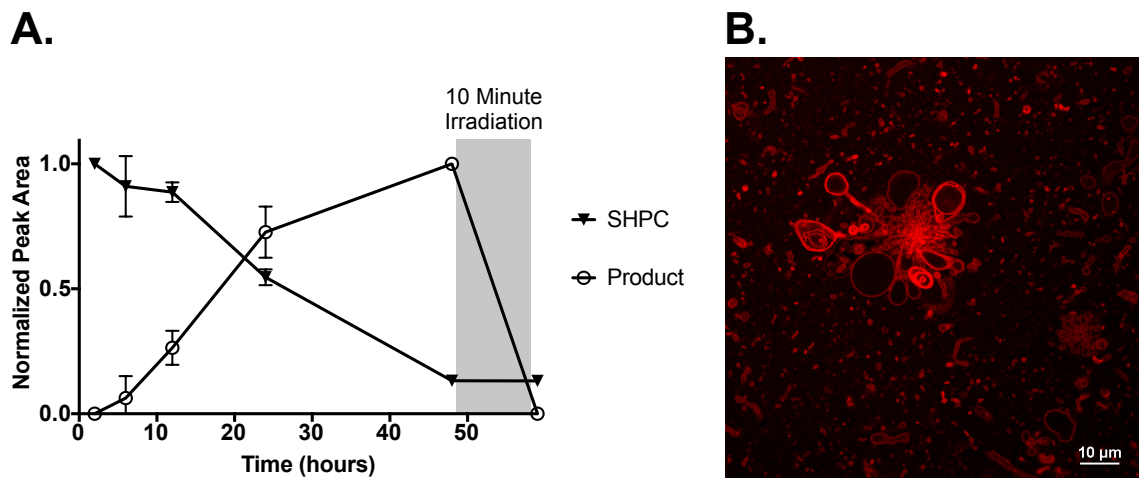 A.
10 Minute
Irradiation
Normalized Peak Area
1.0
0.5
0.0
0 10 20 30 40 50
Time (hours)
SHPC
Product
B.
10 µm